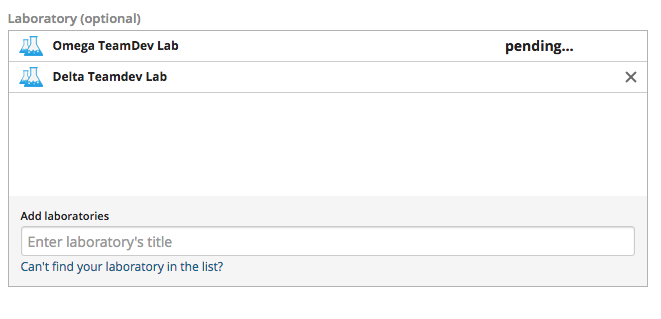 Laboratory (optional)
Omega TeamDev Lab pending...
Delta Teamdev Lab
Add laboratories
Enter laboratory's title
Can't find your laboratory in the list?